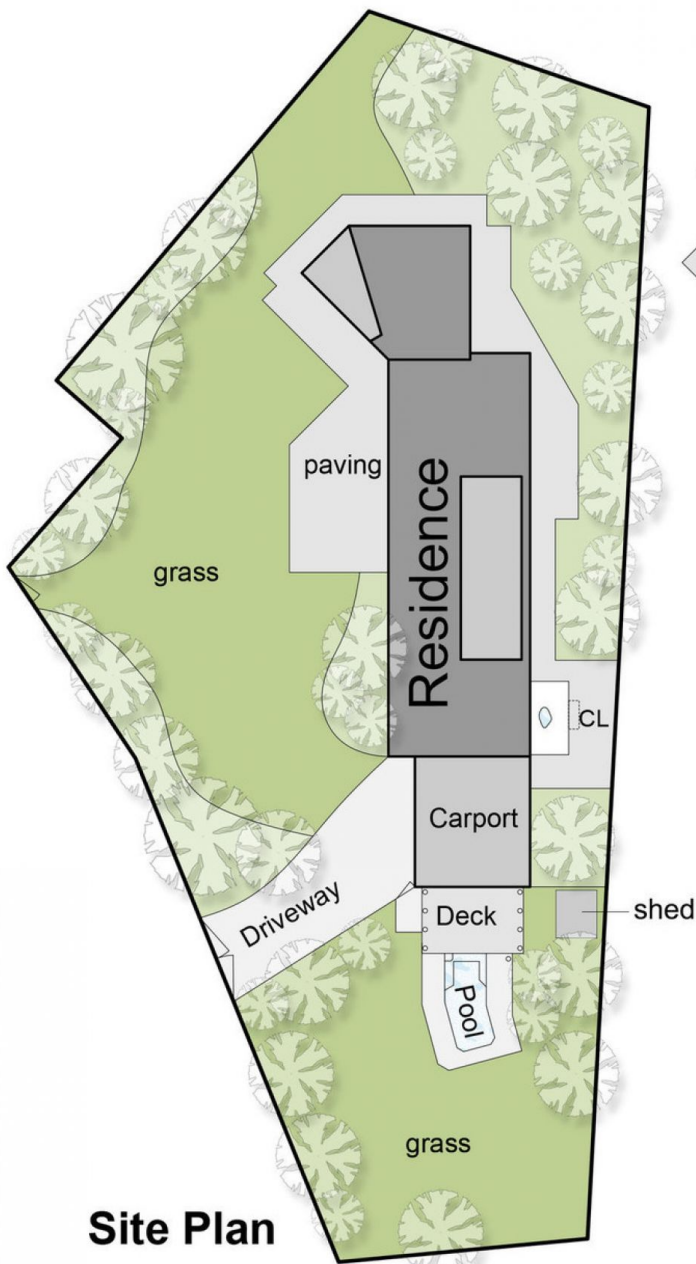 paving
Residence
grass
CL
Carport
Driveway
Deck
shed
Pool
grass
Site Plan